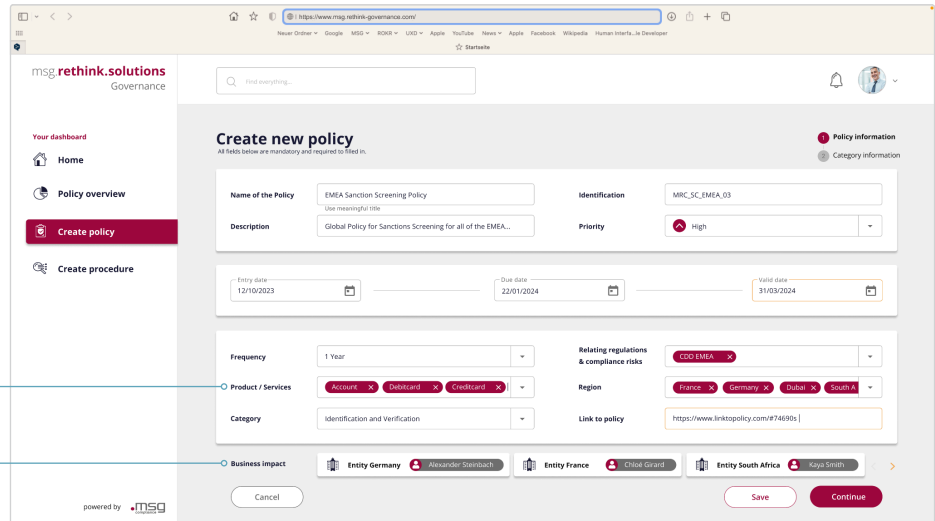 https://www.msg.rethink-governance.com/
Neuer Ordner Google MSG ROKR UXD Apple YouTube News Apple Facebook Wikipedia Human Interfa...le Developer
Startseite
msg.rethink.solutions
Governance
Find everything...
Your dashboard
Home
Policy overview
Create policy
Create procedure
powered by .msg
compliance
Create new policy
All fields below are mandatory and required to filled in.
1 Policy information
2 Category information
Name of the Policy EMEA Sanction Screening Policy Identification MRC_SC_EMEA_03
Use meaningful title
Description Global Policy for Sanctions Screening for all of the EMEA... Priority High
Entry date Due date Valid date
12/10/2023 22/01/2024 31/03/2024
Frequency 1 Year Relating regulations
& compliance risks CDD EMEA
Product / Services Account Debitcard Creditcard Region France Germany Dubai South A
Category Identification and Verification Link to policy https://www.linktopolicy.com/#74690s
Business impact Entity Germany Alexander Steinbach Entity France Chloé Girard Entity South Africa Kaya Smith
Cancel Save Continue